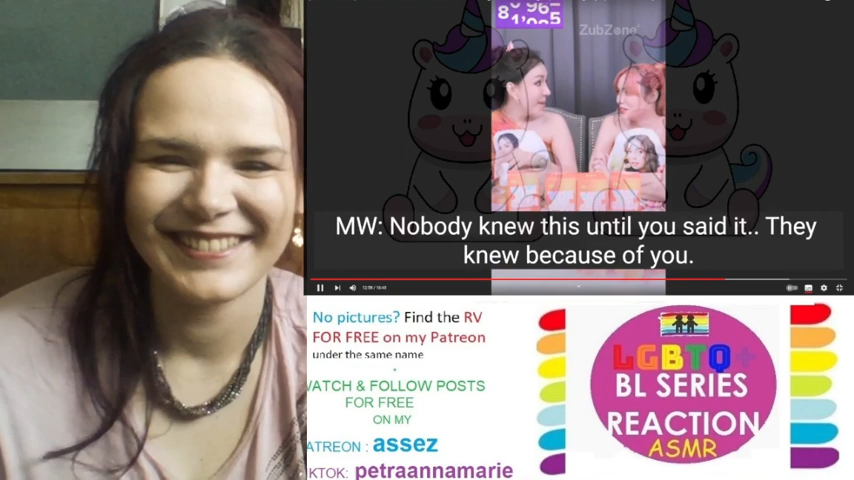 ZubZone
MW: Nobody knew this until you said it.. They
knew because of you.
No pictures? Find the RV
FOR FREE on my Patreon
under the same name
WATCH & FOLLOW POSTS
FOR FREE
ON MY
ATREON : assez
KTOK: petraannamarie
LGBTQ+
BL SERIES
REACTION
ASMR